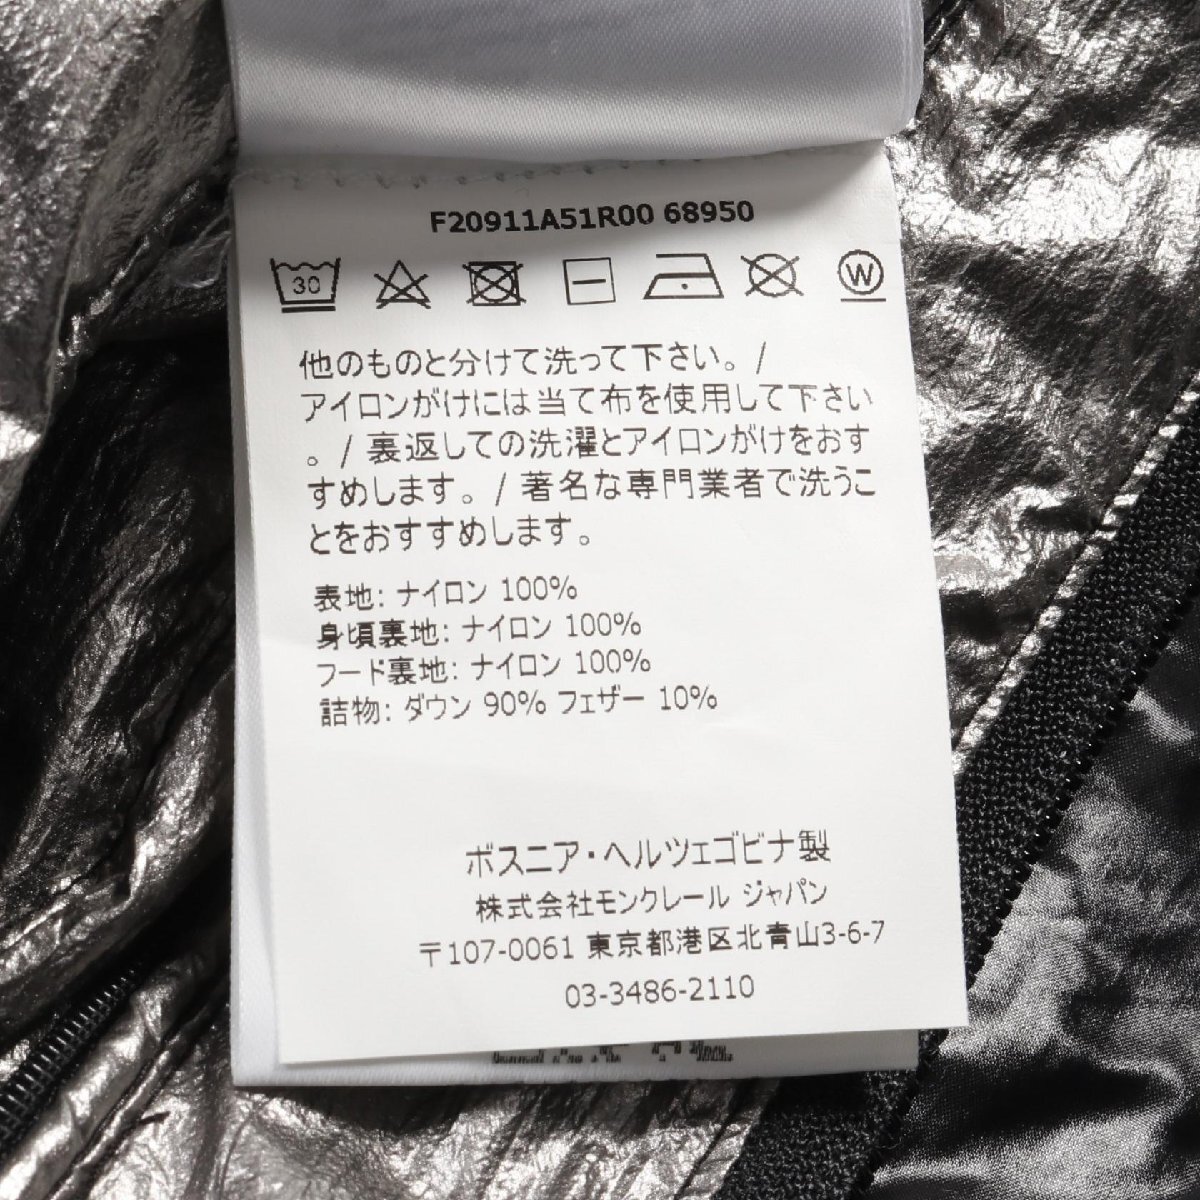 F20911A51R00 68950
30
W
他のものと分けて洗って下さい。/
アイロンがけには当て布を使用して下さい
。/ 裏返しての洗濯とアイロンがけをおす
すめします。/ 著名な専門業者で洗うこ
とをおすすめします。
表地: ナイロン 100%
身頃裏地: ナイロン 100%
フード裏地: ナイロン 100%
詰物: ダウン 90% フェザー 10%
ボスニア・ヘルツェゴビナ製
株式会社モンクレール ジャパン
〒107-0061 東京都港区北青山3-6-7
03-3486-2110